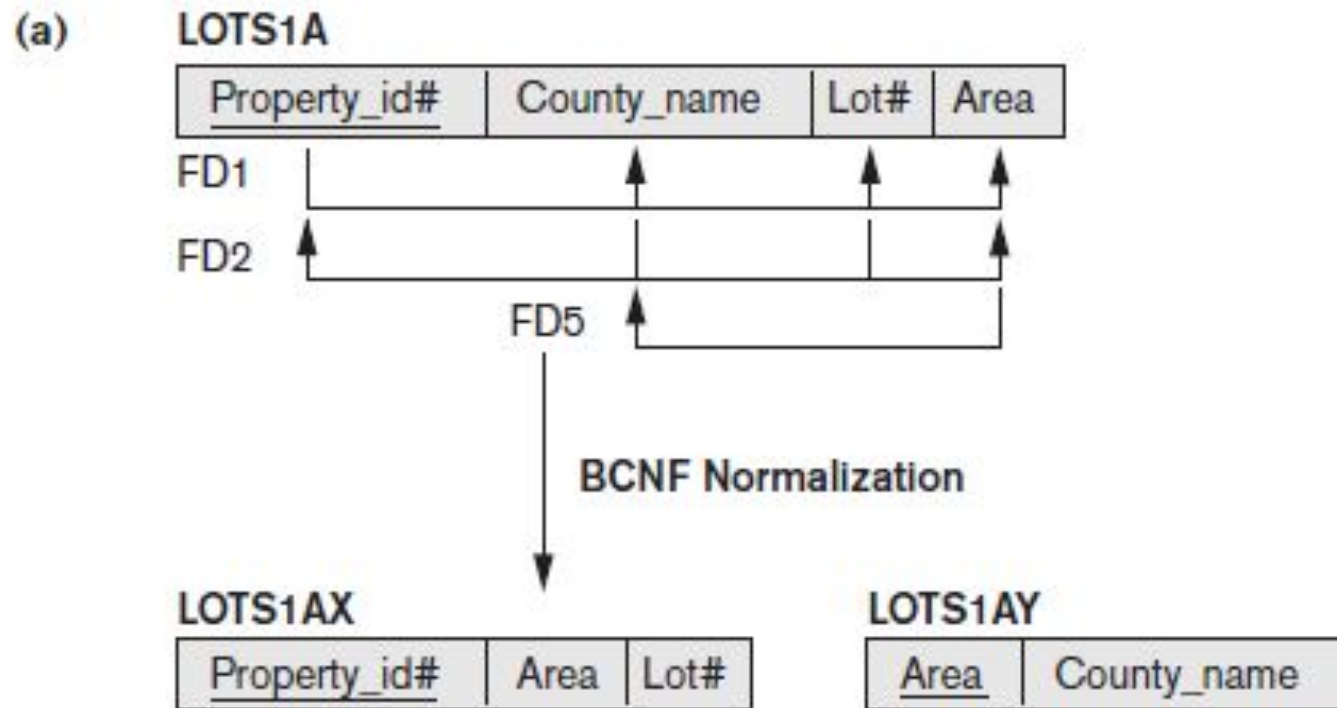 (a) LOTS1A
Property_id# County_name Lot# Area
FD1
FD2
FD5
BCNF Normalization
LOTS1AX LOTS1AY
Property_id# Area Lot# Area County_name